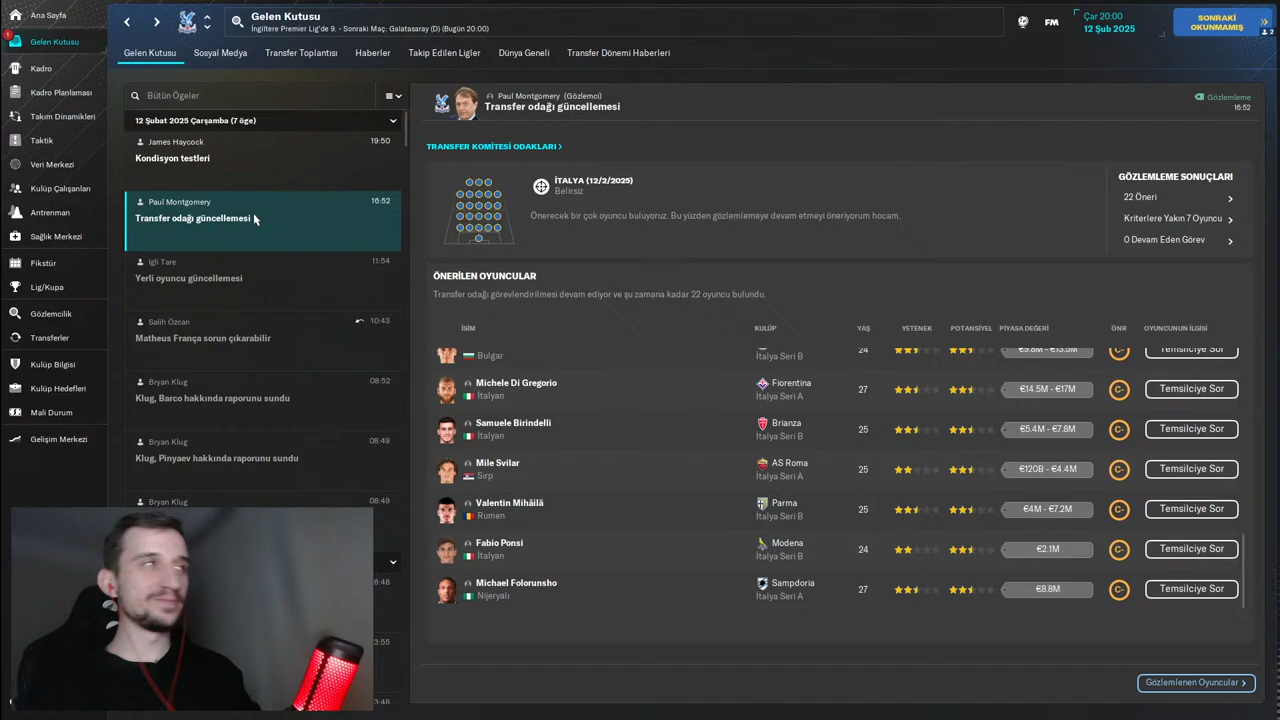 Ana Sayfa
1
Gelen Kutusu
Kadro
Kadro Planlaması
Takım Dinamikleri
Taktik
Veri Merkezi
Kulüp Çalışanları
Antrenman
Sağlık Merkezi
Fikstür
Lig/Kupa
Gözlemcilik
Transferler
Kulüp Bilgisi
Kulüp Hedefleri
Mali Durum
Gelişim Merkezi
Gelen Kutusu
İngiltere Premier Lig'de 9. - Sonraki Maç: Galatasaray (D) (Bugün 20:00)
FM
Çar 20:00
12 Şub 2025
SONRAKİ
OKUNMAMIŞ
2
Gelen Kutusu Sosyal Medya Transfer Toplantısı Haberler Takip Edilen Ligler Dünya Geneli Transfer Dönemi Haberleri
Bütün Ögeler
12 Şubat 2025 Çarşamba (7 öge)
James Haycock 19:50
Kondisyon testleri
Paul Montgomery 16:52
Transfer odağı güncellemesi
Igli Tare 11:54
Yerli oyuncu güncellemesi
Salih Özcan 10:43
Matheus França sorun çıkarabilir
Bryan Klug 08:52
Klug, Barco hakkında raporunu sundu
Bryan Klug 08:49
Klug, Pinyaev hakkında raporunu sundu
Bryan Klug 08:49
Paul Montgomery (Gözlemci)
Transfer odağı güncellemesi
Gözlemleme
16:52
TRANSFER KOMİTESİ ODAKLARI >
İTALYA (12/2/2025)
Belirsiz
Önerecek bir çok oyuncu buluyoruz. Bu yüzden gözlemlemeye devam etmeyi öneriyorum hocam.
GÖZLEMLEME SONUÇLARI
22 Öneri
Kriterlere Yakın 7 Oyuncu
0 Devam Eden Görev
ÖNERİLEN OYUNCULAR
Transfer odağı görevlendirilmesi devam ediyor ve şu zamana kadar 22 oyuncu bulundu.
İSİM KULÜP YAŞ YETENEK POTANSİYEL PİYASA DEĞERİ ÖNR OYUNCUNUN İLGİSİ
Bulgar İtalya Seri B 24 €9.8M - €13.5M C- Temsilciye Sor
Michele Di Gregorio Fiorentina 27 €14.5M - €17M C- Temsilciye Sor
İtalyan İtalya Seri A
Samuele Birindelli Brianza 25 €5.4M - €7.8M C- Temsilciye Sor
İtalyan İtalya Seri B
Mile Svilar AS Roma 25 €120B - €4.4M C- Temsilciye Sor
Sırp İtalya Seri A
Valentin Mihăilă Parma 25 €4M - €7.2M C- Temsilciye Sor
Rumen İtalya Seri B
Fabio Ponsi Modena 24 €2.1M C- Temsilciye Sor
İtalyan İtalya Seri B
Michael Folorunsho Sampdoria 27 €8.8M C- Temsilciye Sor
Nijeryalı İtalya Seri A
Gözlemlenen Oyuncular >